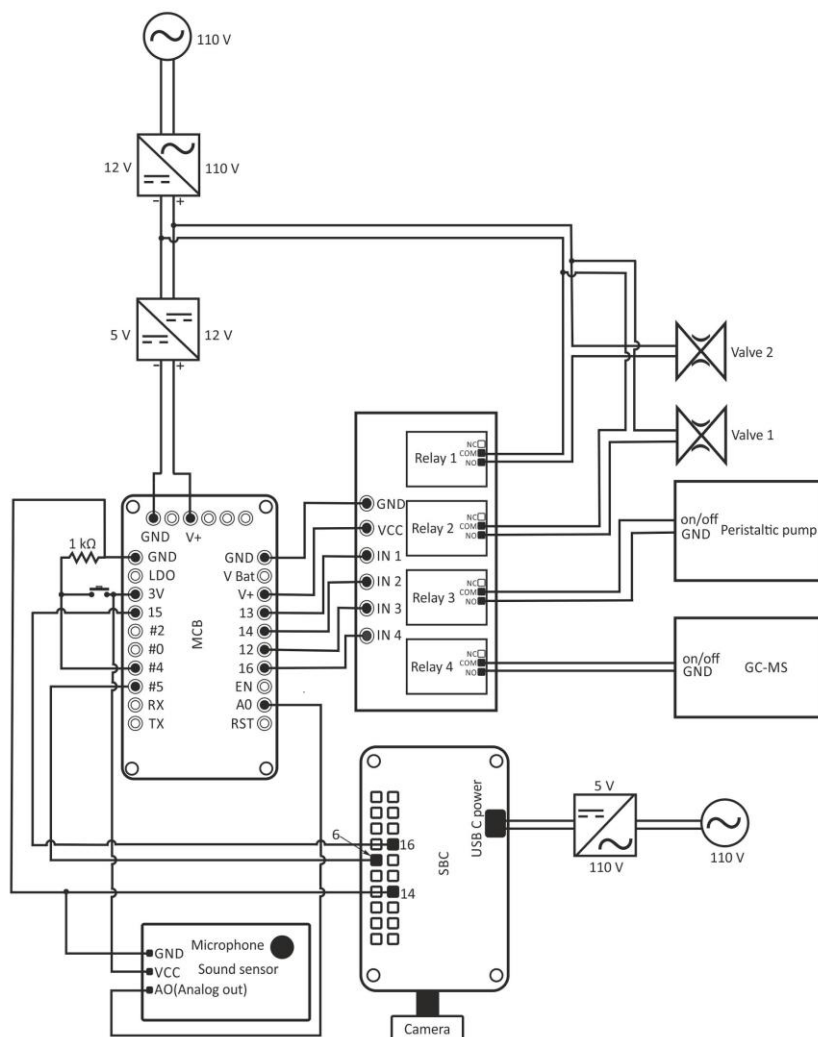 110 V
12 V
110 V
- +
5 V
12 V
- +
Valve 2
Valve 1
Relay 1
NC
COM
NO
Relay 2
NC
COM
NO
Relay 3
NC
COM
NO
Relay 4
NC
COM
NO
GND
VCC
IN 1
IN 2
IN 3
IN 4
on/off
GND
Peristaltic pump
on/off
GND
GC-MS
1 kΩ
GND V+
GND
LDO
3V
15
#2
#0
#4
#5
RX
TX
MCB
GND
V Bat
V+
13
14
12
16
EN
A0
RST
6
16
14
SBC
USB C power
5 V
110 V
110 V
Microphone
Sound sensor
GND
VCC
AO(Analog out)
Camera